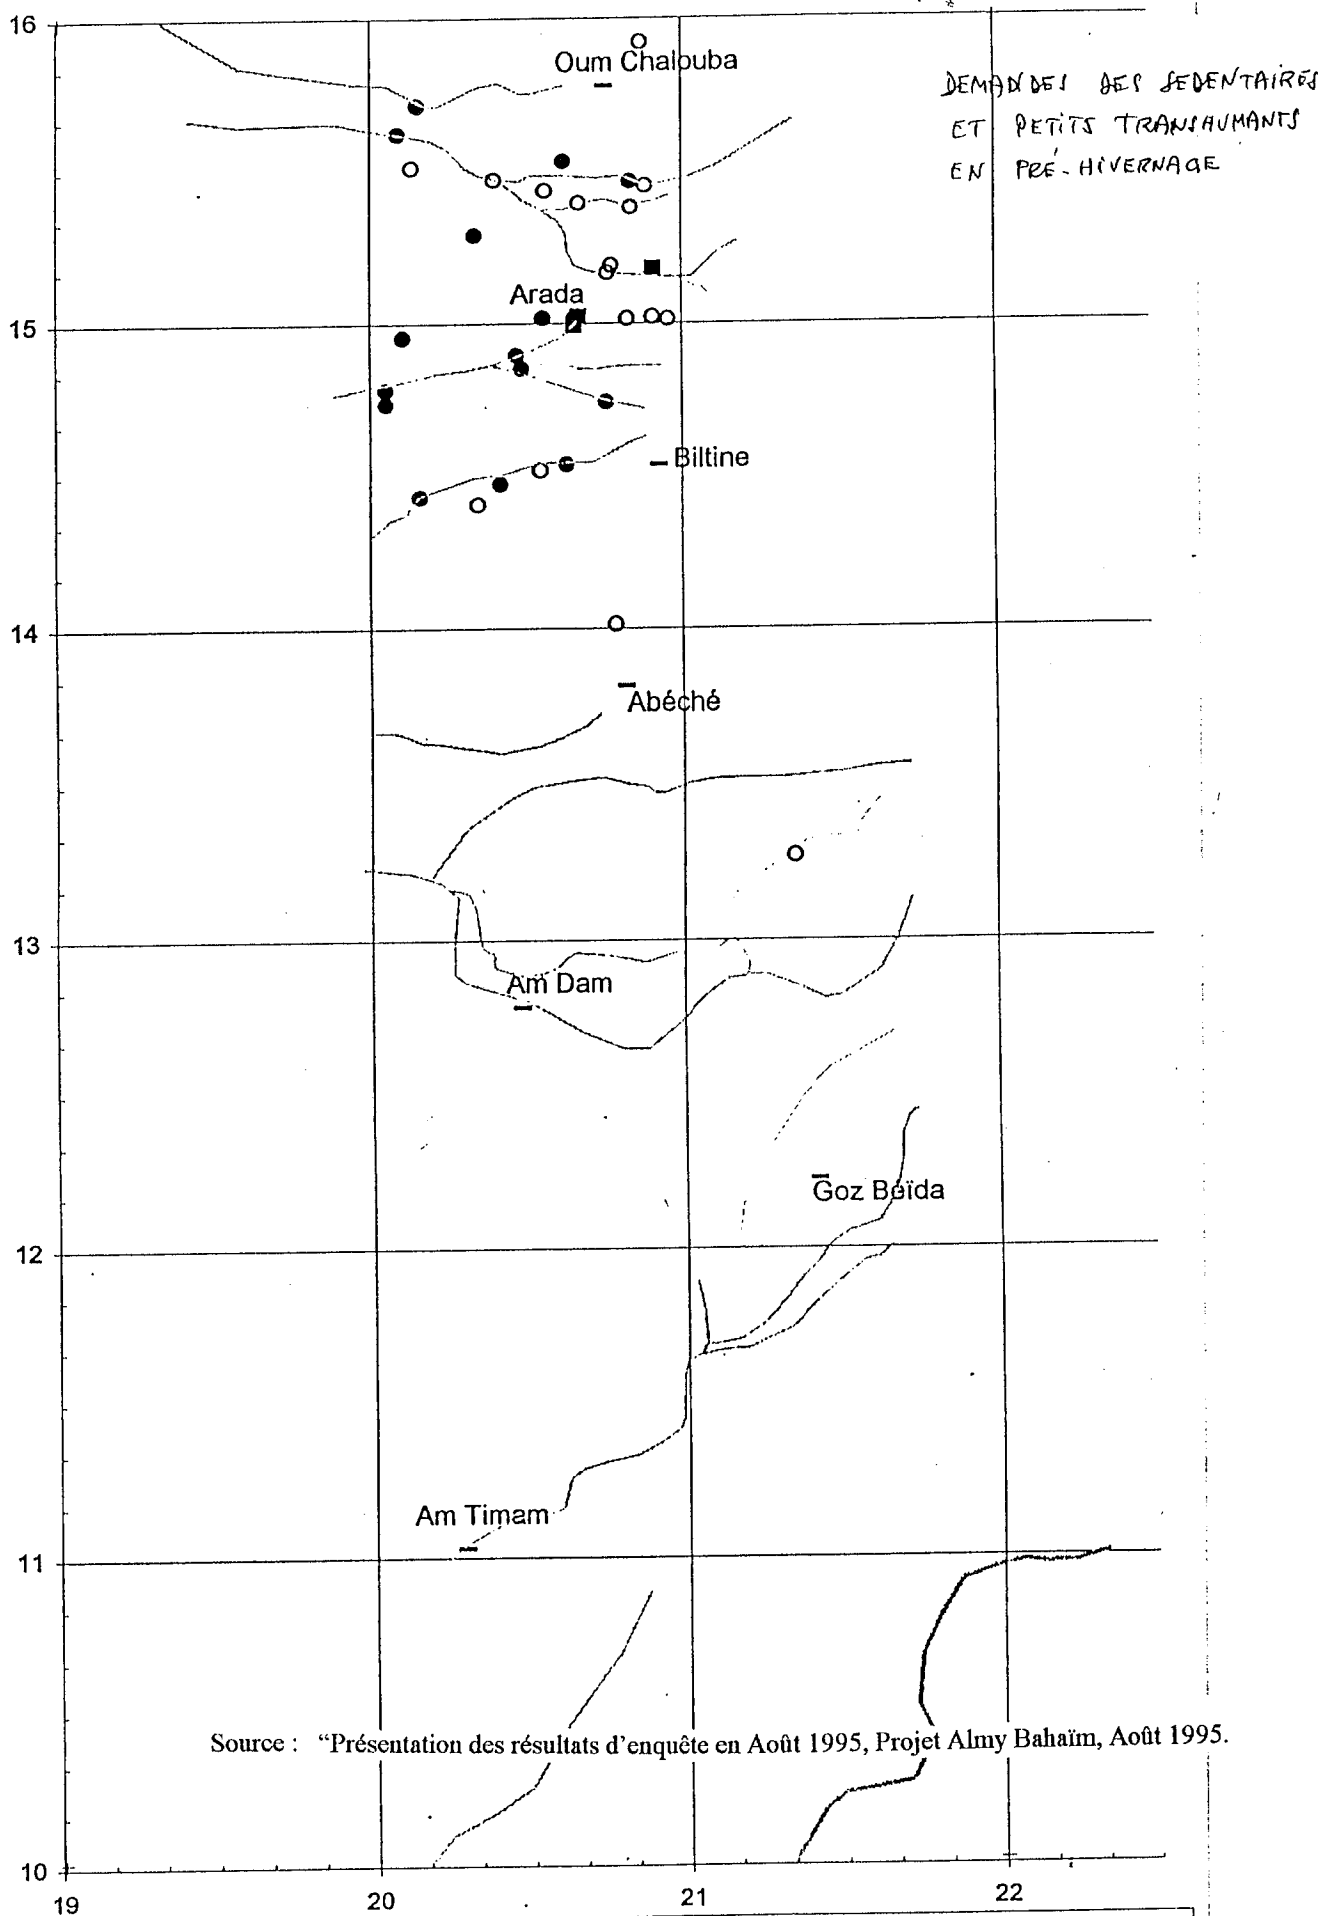 16
Oum Chalouba
DEMANDES DES SEDENTAIRES
ET PETITS TRANSHUMANTS
EN PRÉ-HIVERNAGE
Arada
15
Biltine
14
Abéché
13
Am Dam
Goz Beïda
12
Am Timam
11
Source : “Présentation des résultats d'enquête en Août 1995, Projet Almy Bahaïm, Août 1995.
10
19 20 21 22